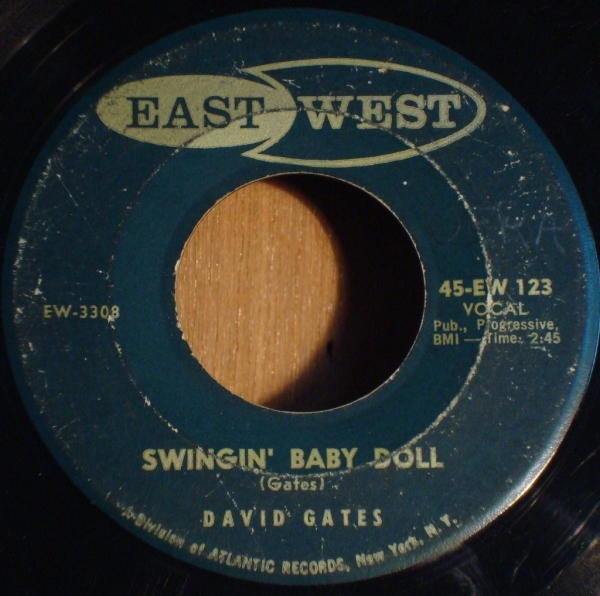 EAST WEST
EW-3308
45-EW 123
VOCAL
Pub., Progressive,
BMI — Time: 2:45
SWINGIN' BABY DOLL
(Gates)
DAVID GATES
A Division of ATLANTIC RECORDS, New York, N. Y.